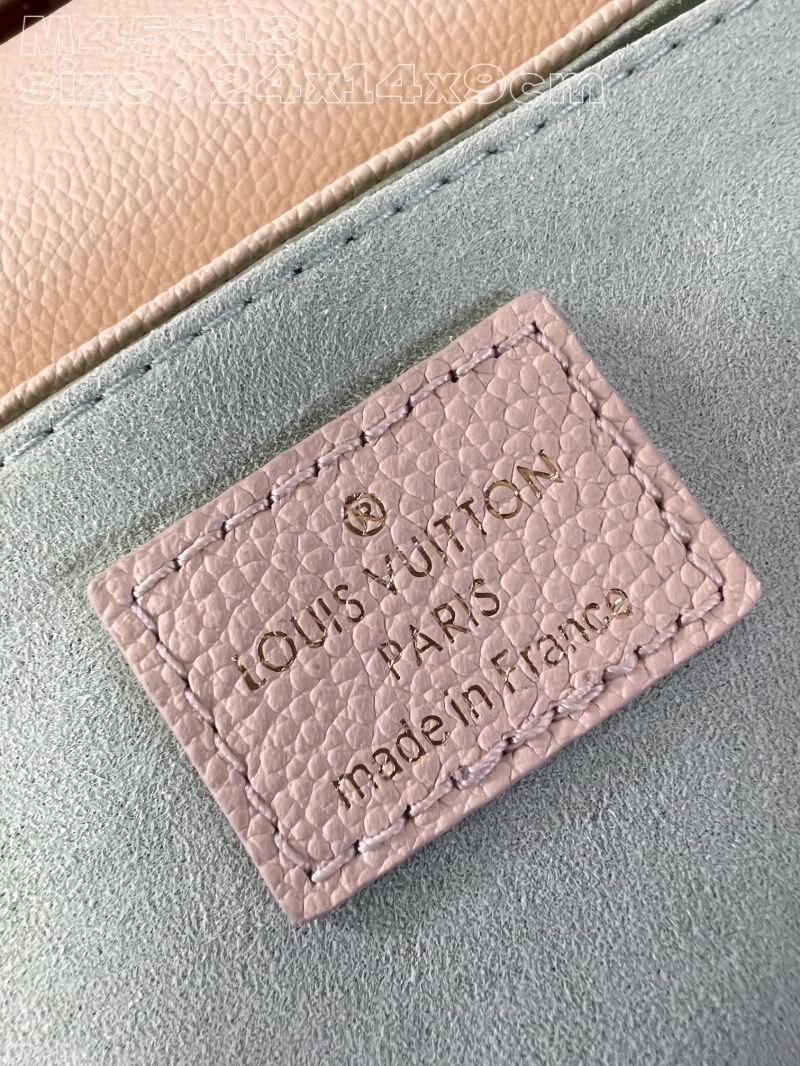 M45813
size : 24x14x9cm
®
LOUIS VUITTON
PARIS
made in France